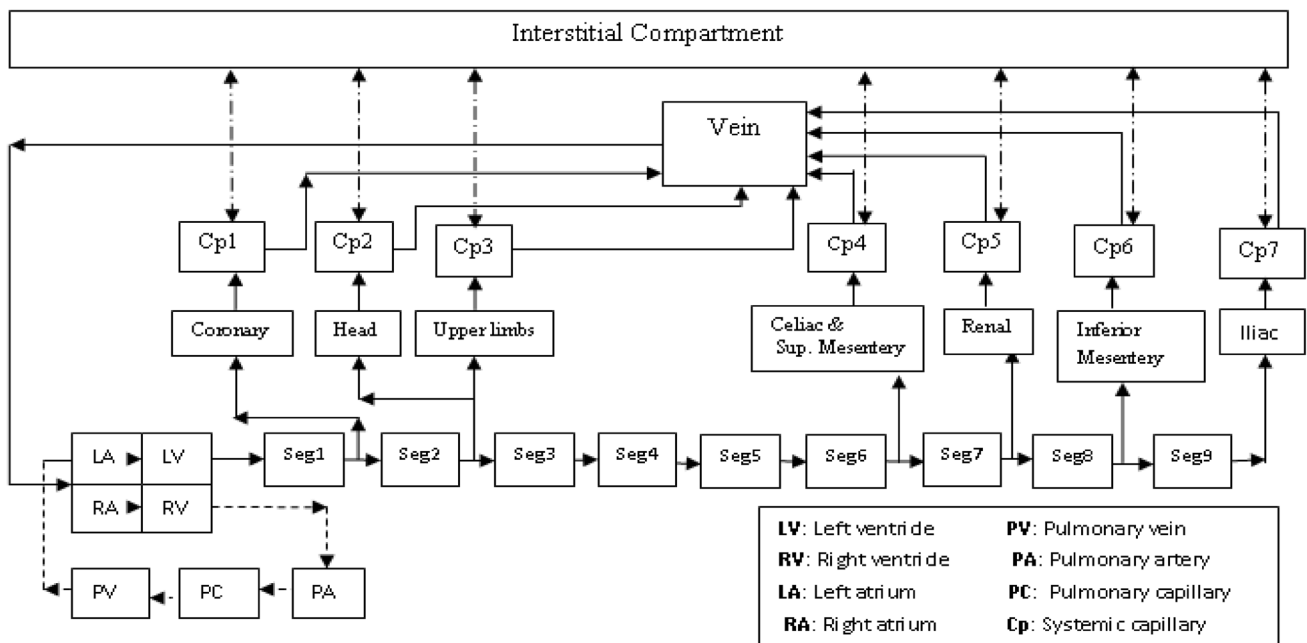 Interstitial Compartment
Vein
Cp1
Cp2
Cp3
Cp4
Cp5
Cp6
Cp7
Coronary
Head
Upper limbs
Celiac &
Sup. Mesentery
Renal
Inferior
Mesentery
Iliac
LA
LV
Seg1
Seg2
Seg3
Seg4
Seg5
Seg6
Seg7
Seg8
Seg9
RA
RV
PV
PC
PA
LV: Left ventride
PV: Pulmonary vein
RV: Right ventride
PA: Pulmonary artery
LA: Left atrium
PC: Pulmonary capillary
RA: Right atrium
Cp: Systemic capillary